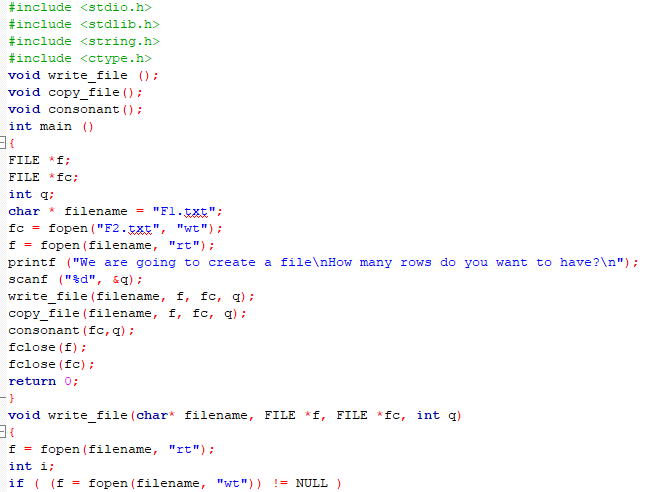 #include <stdio.h>
#include <stdlib.h>
#include <string.h>
#include <ctype.h>
void write_file ();
void copy_file();
void consonant();
int main ()
{
FILE *f;
FILE *fc;
int q;
char * filename = "F1.txt";
fc = fopen("F2.txt", "wt");
f = fopen(filename, "rt");
printf ("We are going to create a file\nHow many rows do you want to have?\n");
scanf ("%d", &q);
write_file(filename, f, fc, q);
copy_file(filename, f, fc, q);
consonant(fc,q);
fclose(f);
fclose(fc);
return 0;
}
void write_file(char* filename, FILE *f, FILE *fc, int q)
{
f = fopen(filename, "rt");
int i;
if ( (f = fopen(filename, "wt")) != NULL )